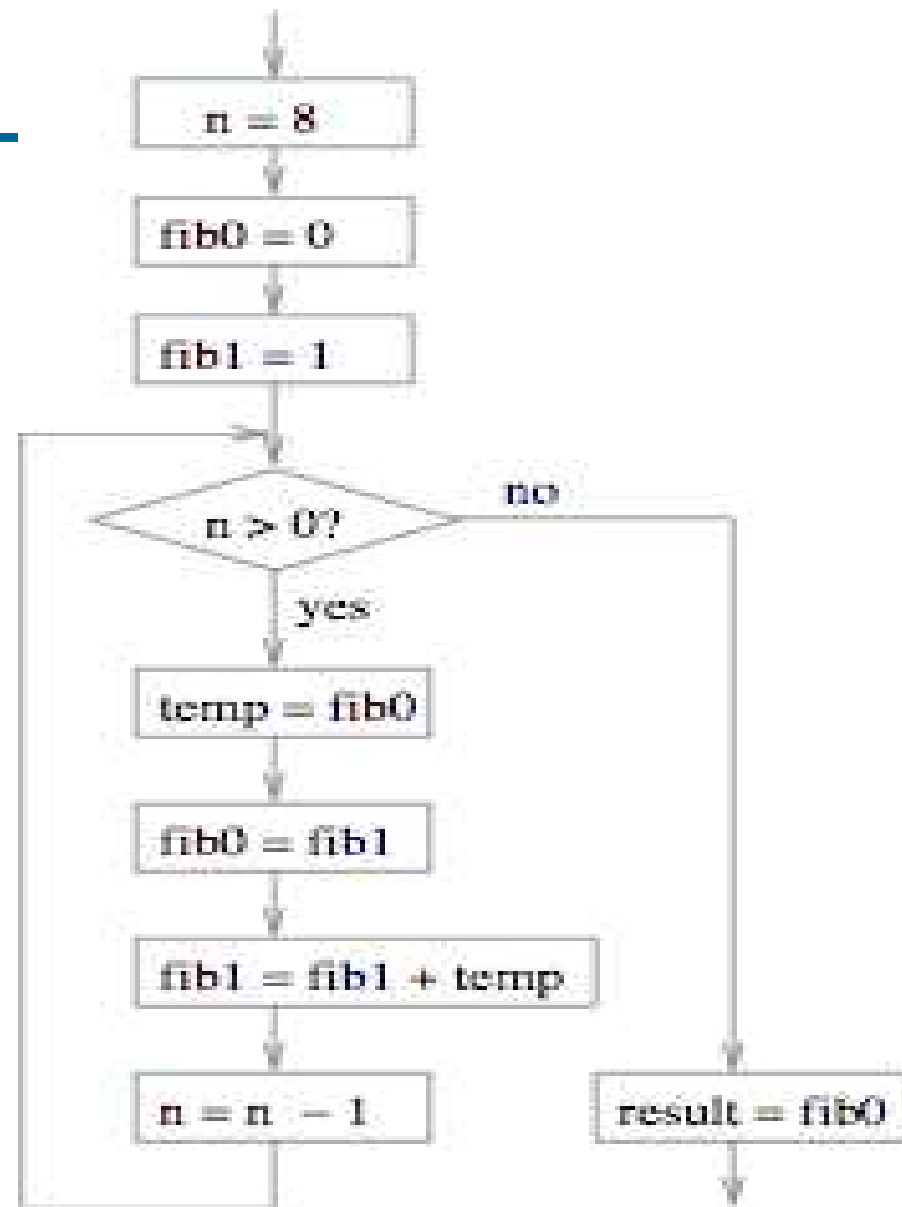 n = 8
fib0 = 0
fib1 = 1
n > 0?
no
yes
temp = fib0
fib0 = fib1
fib1 = fib1 + temp
n = n - 1
result = fib0